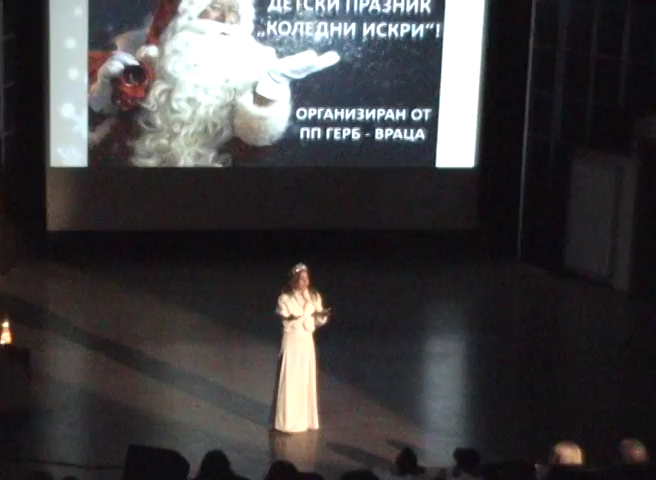 ДЕТСКИ ПРАЗНИК
„КОЛЕДНИ ИСКРИ“!
ОРГАНИЗИРАН ОТ
ПП ГЕРБ - ВРАЦА